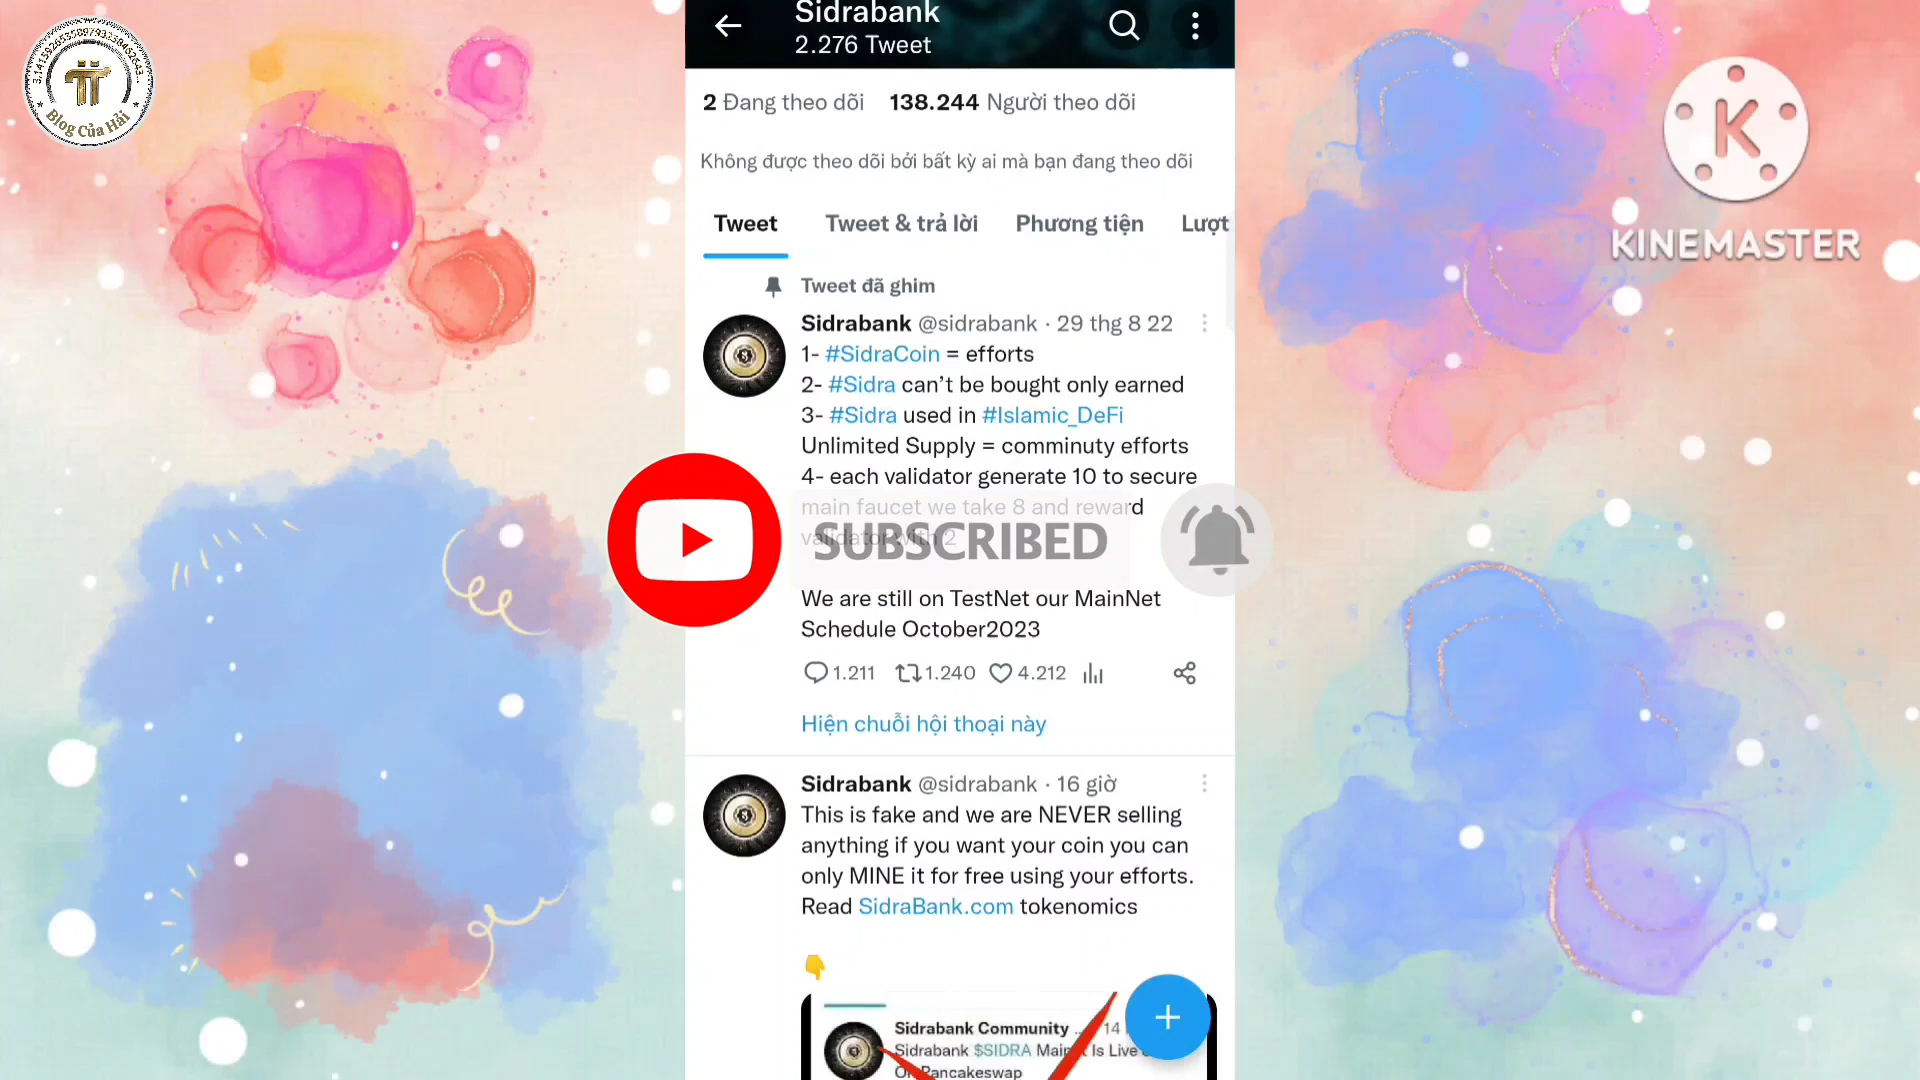 Sidrabank
2.276 Tweet
2 Đang theo dõi 138.244 Người theo dõi
Không được theo dõi bởi bất kỳ ai mà bạn đang theo dõi
Tweet Tweet & trả lời Phương tiện Lượt
Tweet đã ghim
Sidrabank @sidrabank · 29 thg 8 22
1- #SidraCoin = efforts
2- #Sidra can’t be bought only earned
3- #Sidra used in #Islamic_DeFi
Unlimited Supply = comminuty efforts
4- each validator generate 10 to secure
main faucet we take 8 and reward
validator with 2
SUBSCRIBED
We are still on TestNet our MainNet
Schedule October2023
1.211 1.240 4.212
Hiện chuỗi hội thoại này
Sidrabank @sidrabank · 16 giờ
This is fake and we are NEVER selling
anything if you want your coin you can
only MINE it for free using your efforts.
Read SidraBank.com tokenomics
Sidrabank Community ... 14
Sidrabank $SIDRA Is Live
Pancakeswap
Blog Của Hải
K
KINEMASTER